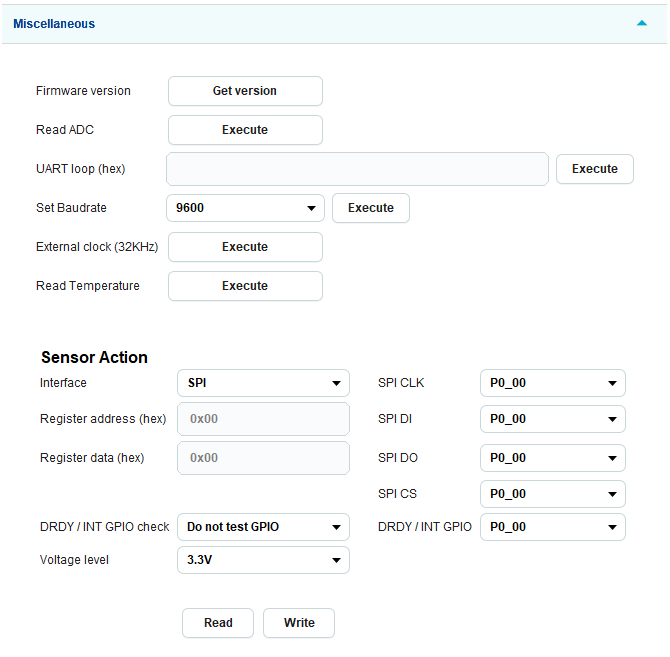 Miscellaneous
Firmware version Get version
Read ADC Execute
UART loop (hex) Execute
Set Baudrate 9600 Execute
External clock (32KHz) Execute
Read Temperature Execute
Sensor Action
Interface SPI SPI CLK P0_00
Register address (hex) 0x00 SPI DI P0_00
Register data (hex) 0x00 SPI DO P0_00
SPI CS P0_00
DRDY / INT GPIO check Do not test GPIO DRDY / INT GPIO P0_00
Voltage level 3.3V
Read Write